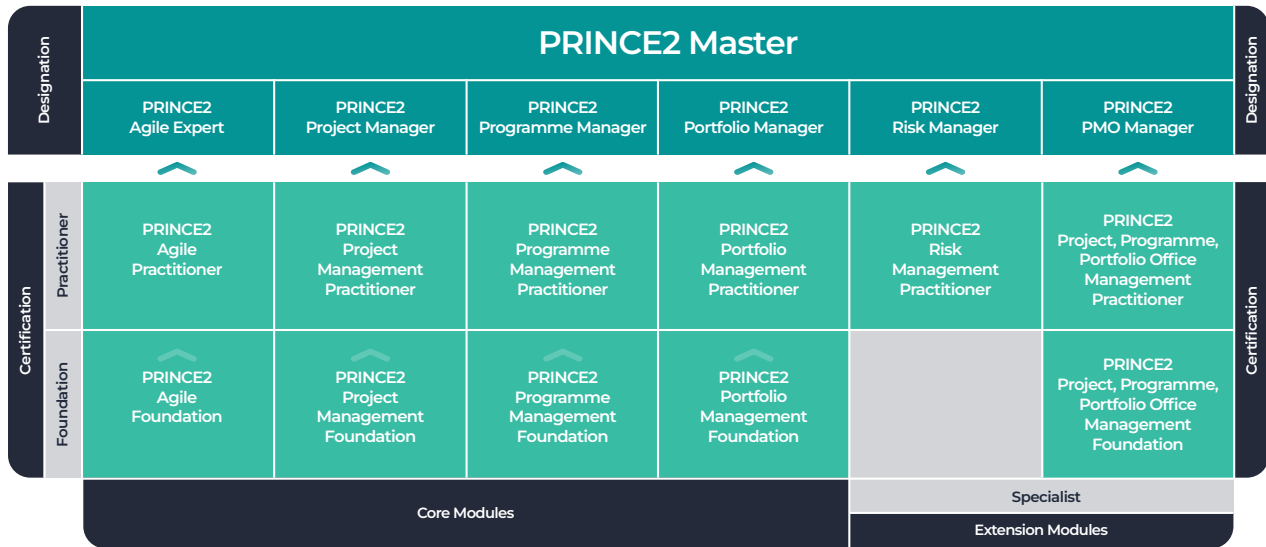 Designation
PRINCE2 Master
Designation
PRINCE2
Agile Expert
PRINCE2
Project Manager
PRINCE2
Programme Manager
PRINCE2
Portfolio Manager
PRINCE2
Risk Manager
PRINCE2
PMO Manager
Certification
Practitioner
PRINCE2
Agile
Practitioner
PRINCE2
Project
Management
Practitioner
PRINCE2
Programme
Management
Practitioner
PRINCE2
Portfolio
Management
Practitioner
PRINCE2
Risk
Management
Practitioner
PRINCE2
Project, Programme,
Portfolio Office
Management
Practitioner
Certification
Foundation
PRINCE2
Agile
Foundation
PRINCE2
Project
Management
Foundation
PRINCE2
Programme
Management
Foundation
PRINCE2
Portfolio
Management
Foundation
PRINCE2
Project, Programme,
Portfolio Office
Management
Foundation
Core Modules
Specialist
Extension Modules